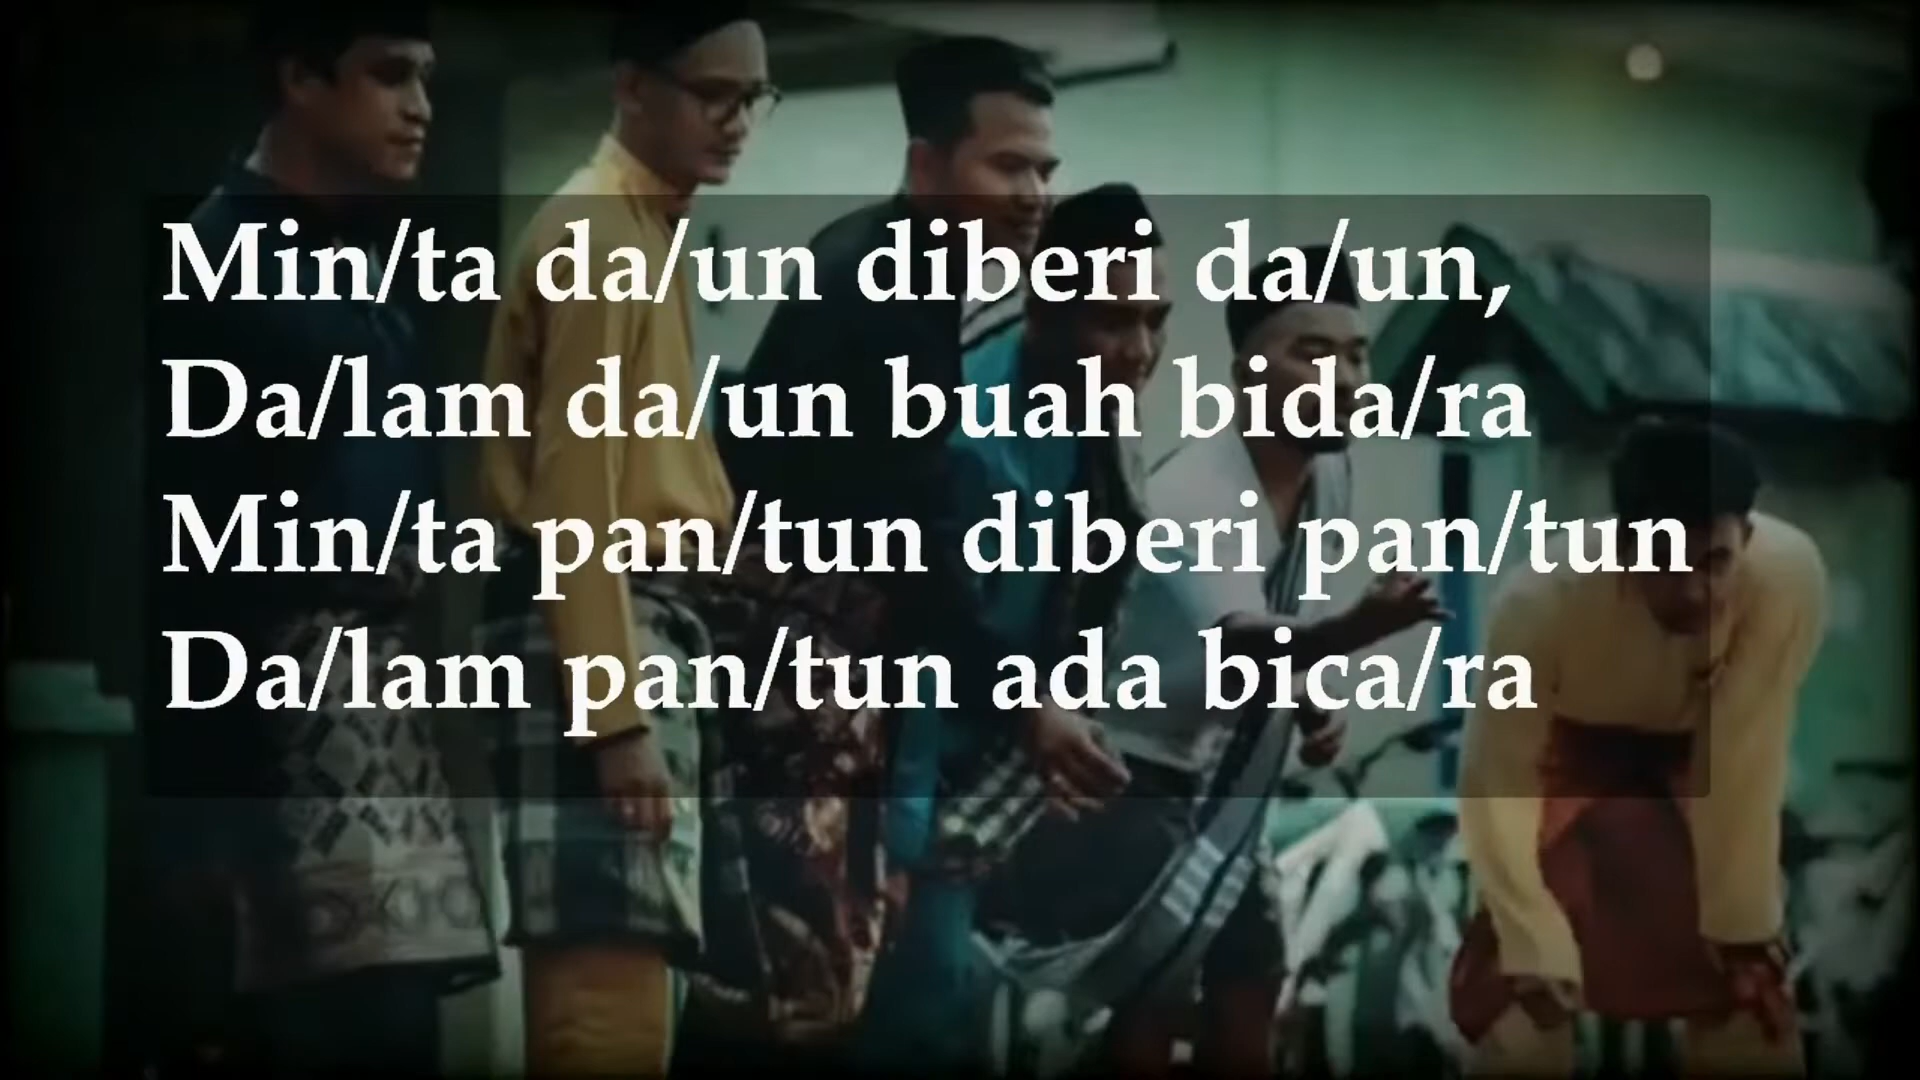 Min/ta da/un diberi da/un,
Da/lam da/un buah bida/ra
Min/ta pan/tun diberi pan/tun
Da/lam pan/tun ada bica/ra